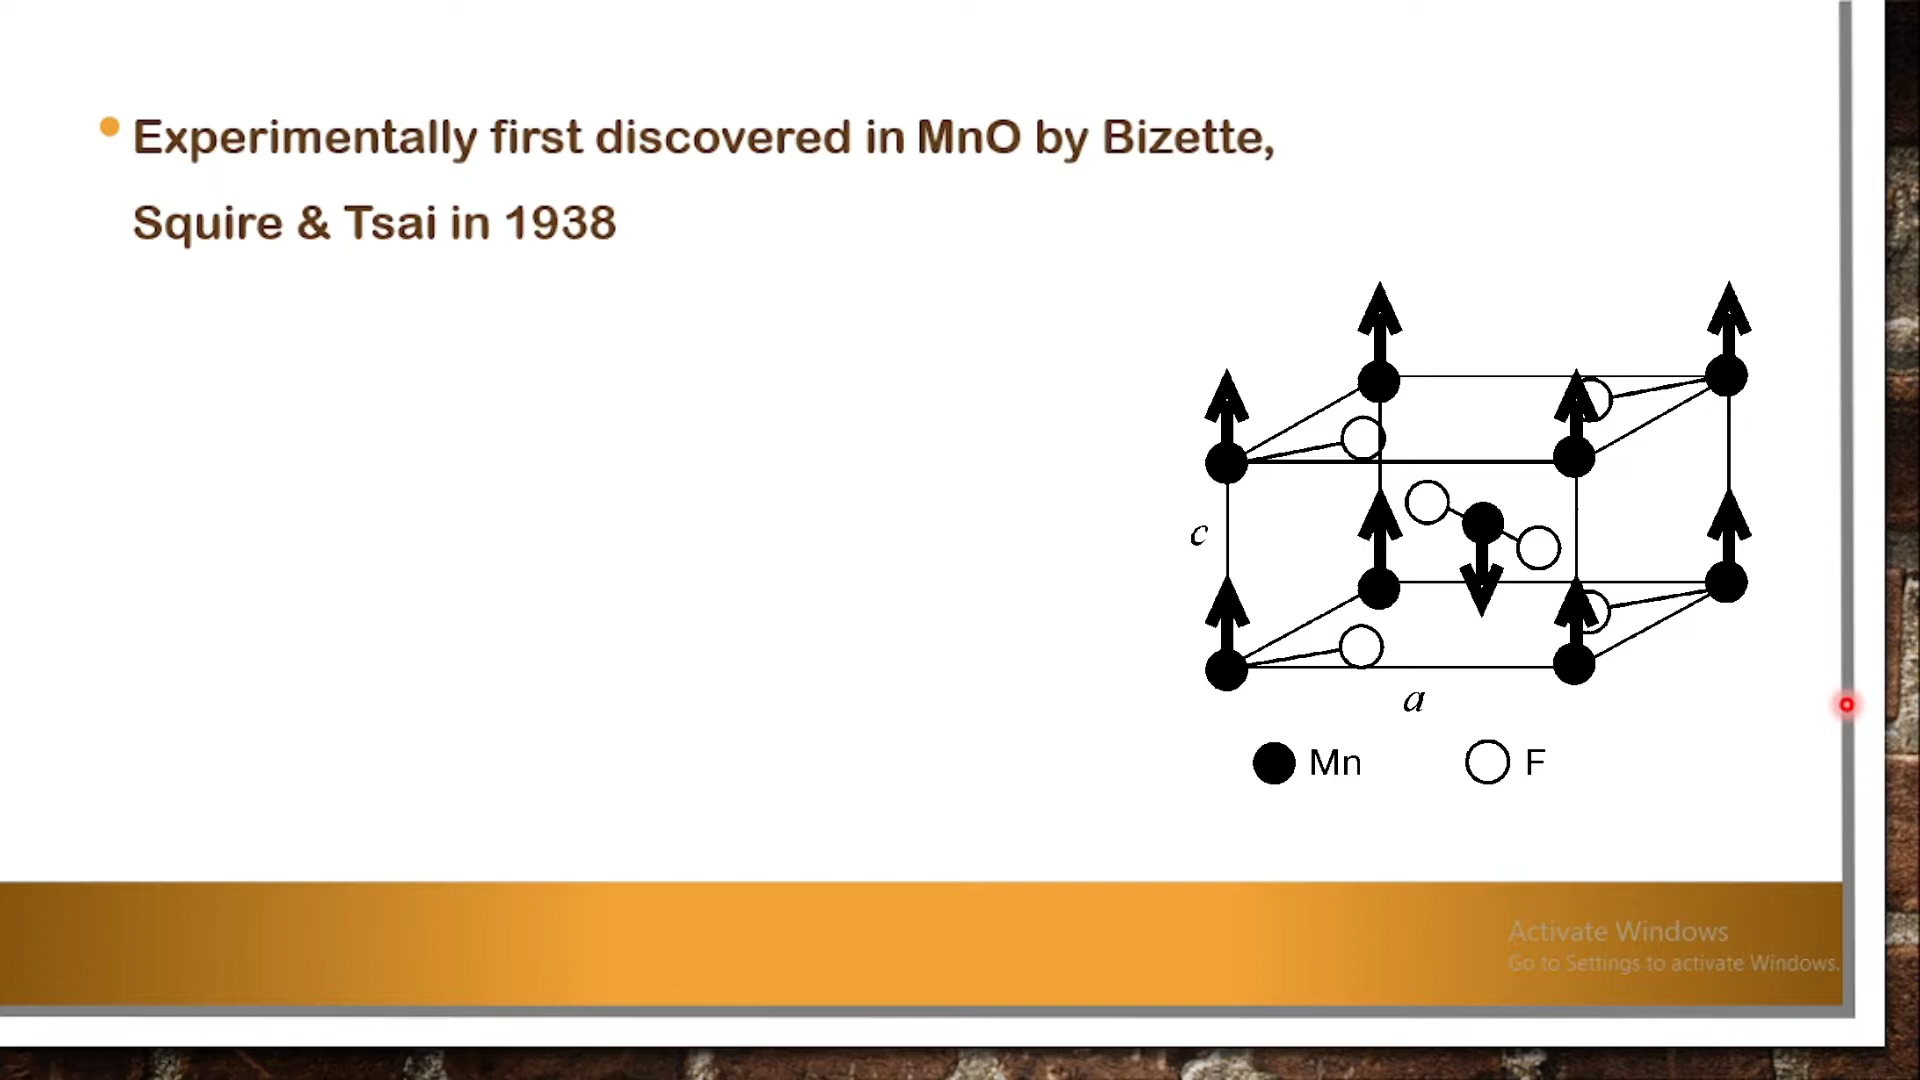 Experimentally first discovered in MnO by Bizette,
Squire & Tsai in 1938
c
a
Mn F
Activate Windows
Go to Settings to activate Windows.